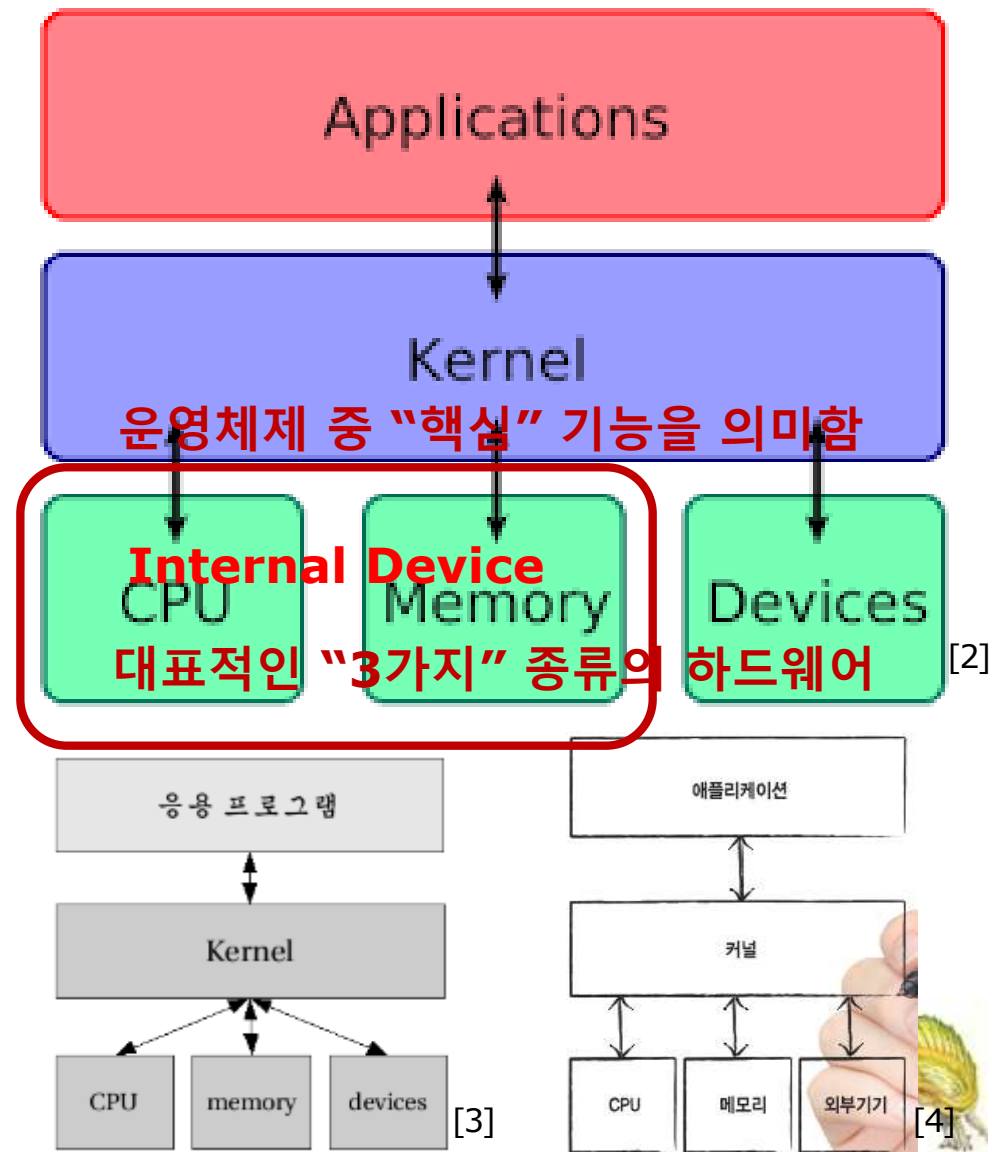 Applications
Kernel
운영체제 중 “핵심” 기능을 의미함
Internal Device
CPU
Memory
Devices
대표적인 “3가지” 종류의 하드웨어
[2]
응용 프로그램
Kernel
CPU
memory
devices
[3]
애플리케이션
커널
CPU
메모리
외부기기
[4]